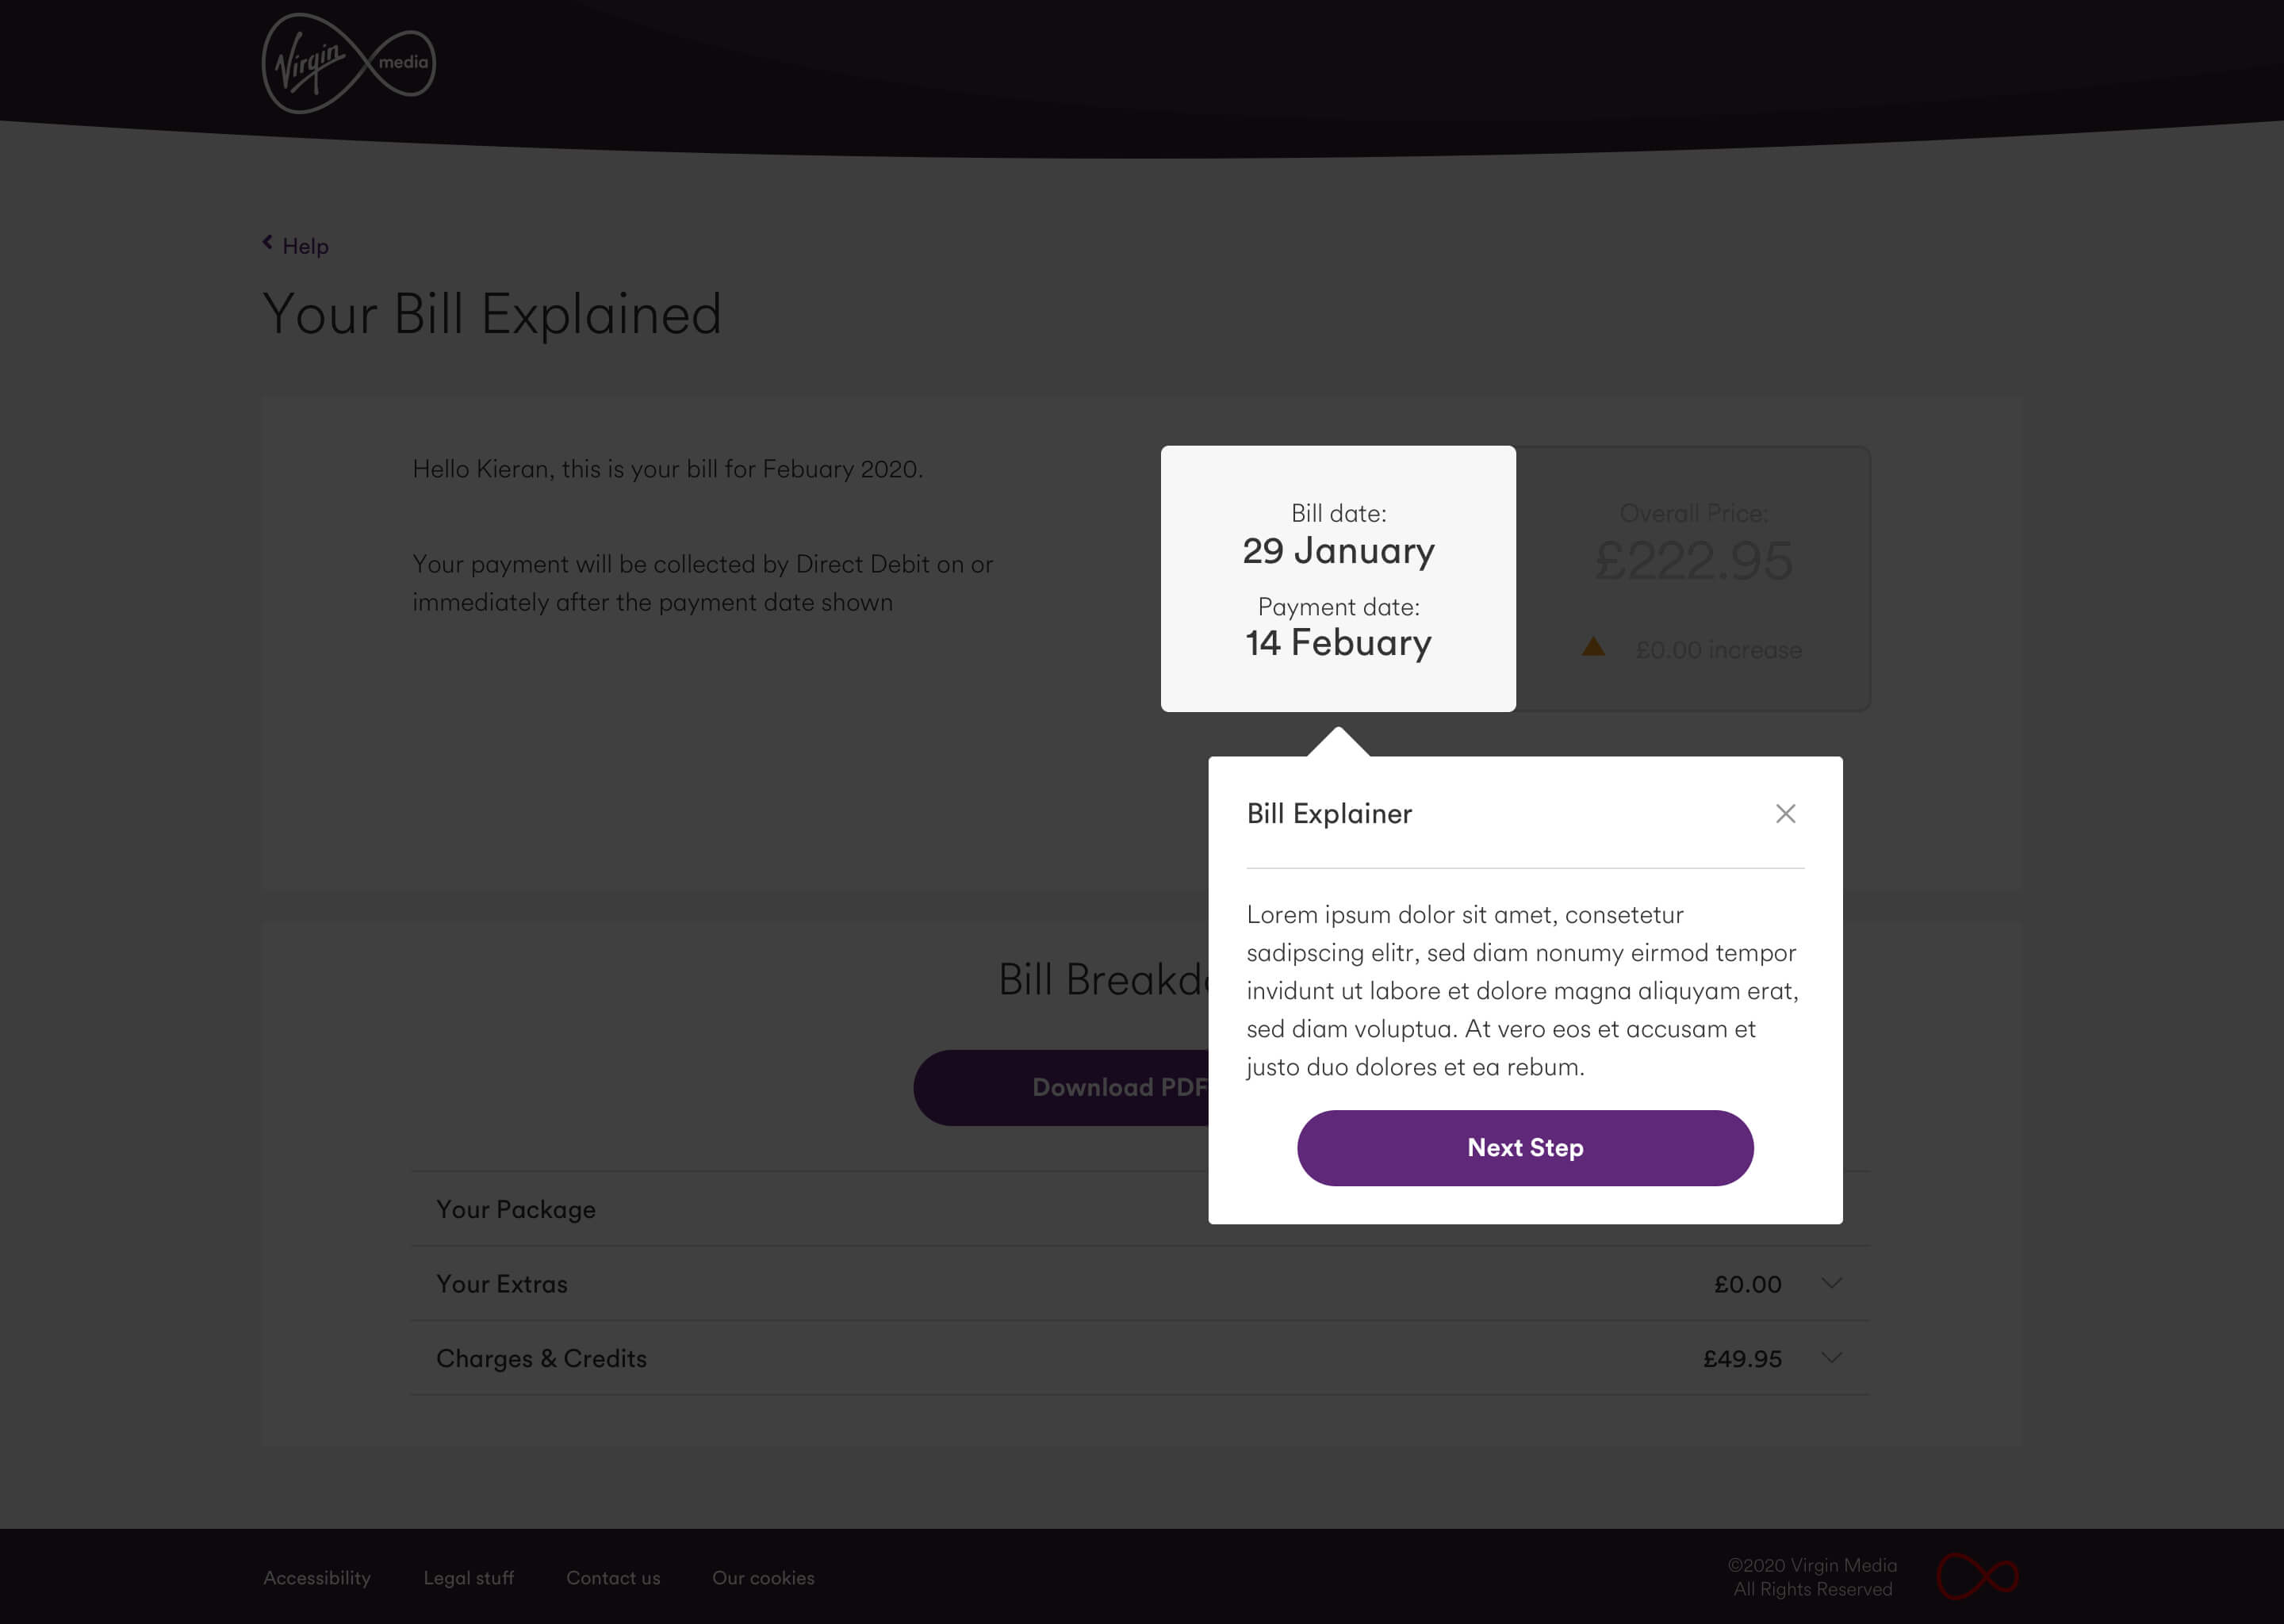 Virgin media
Help
Your Bill Explained
Hello Kieran, this is your bill for Febuary 2020.
Your payment will be collected by Direct Debit on or
immediately after the payment date shown
Bill date:
29 January
Payment date:
14 Febuary
Overall Price:
£222.95
£0.00 increase
Bill Explainer
Lorem ipsum dolor sit amet, consetetur
sadipscing elitr, sed diam nonumy eirmod tempor
invidunt ut labore et dolore magna aliquyam erat,
sed diam voluptua. At vero eos et accusam et
justo duo dolores et ea rebum.
Next Step
Bill
Download PDF
Your Package
Your Extras
£0.00
Charges & Credits
£49.95
Accessibility
Legal stuff
Contact us
Our cookies
©2020 Virgin Media
All Rights Reserved